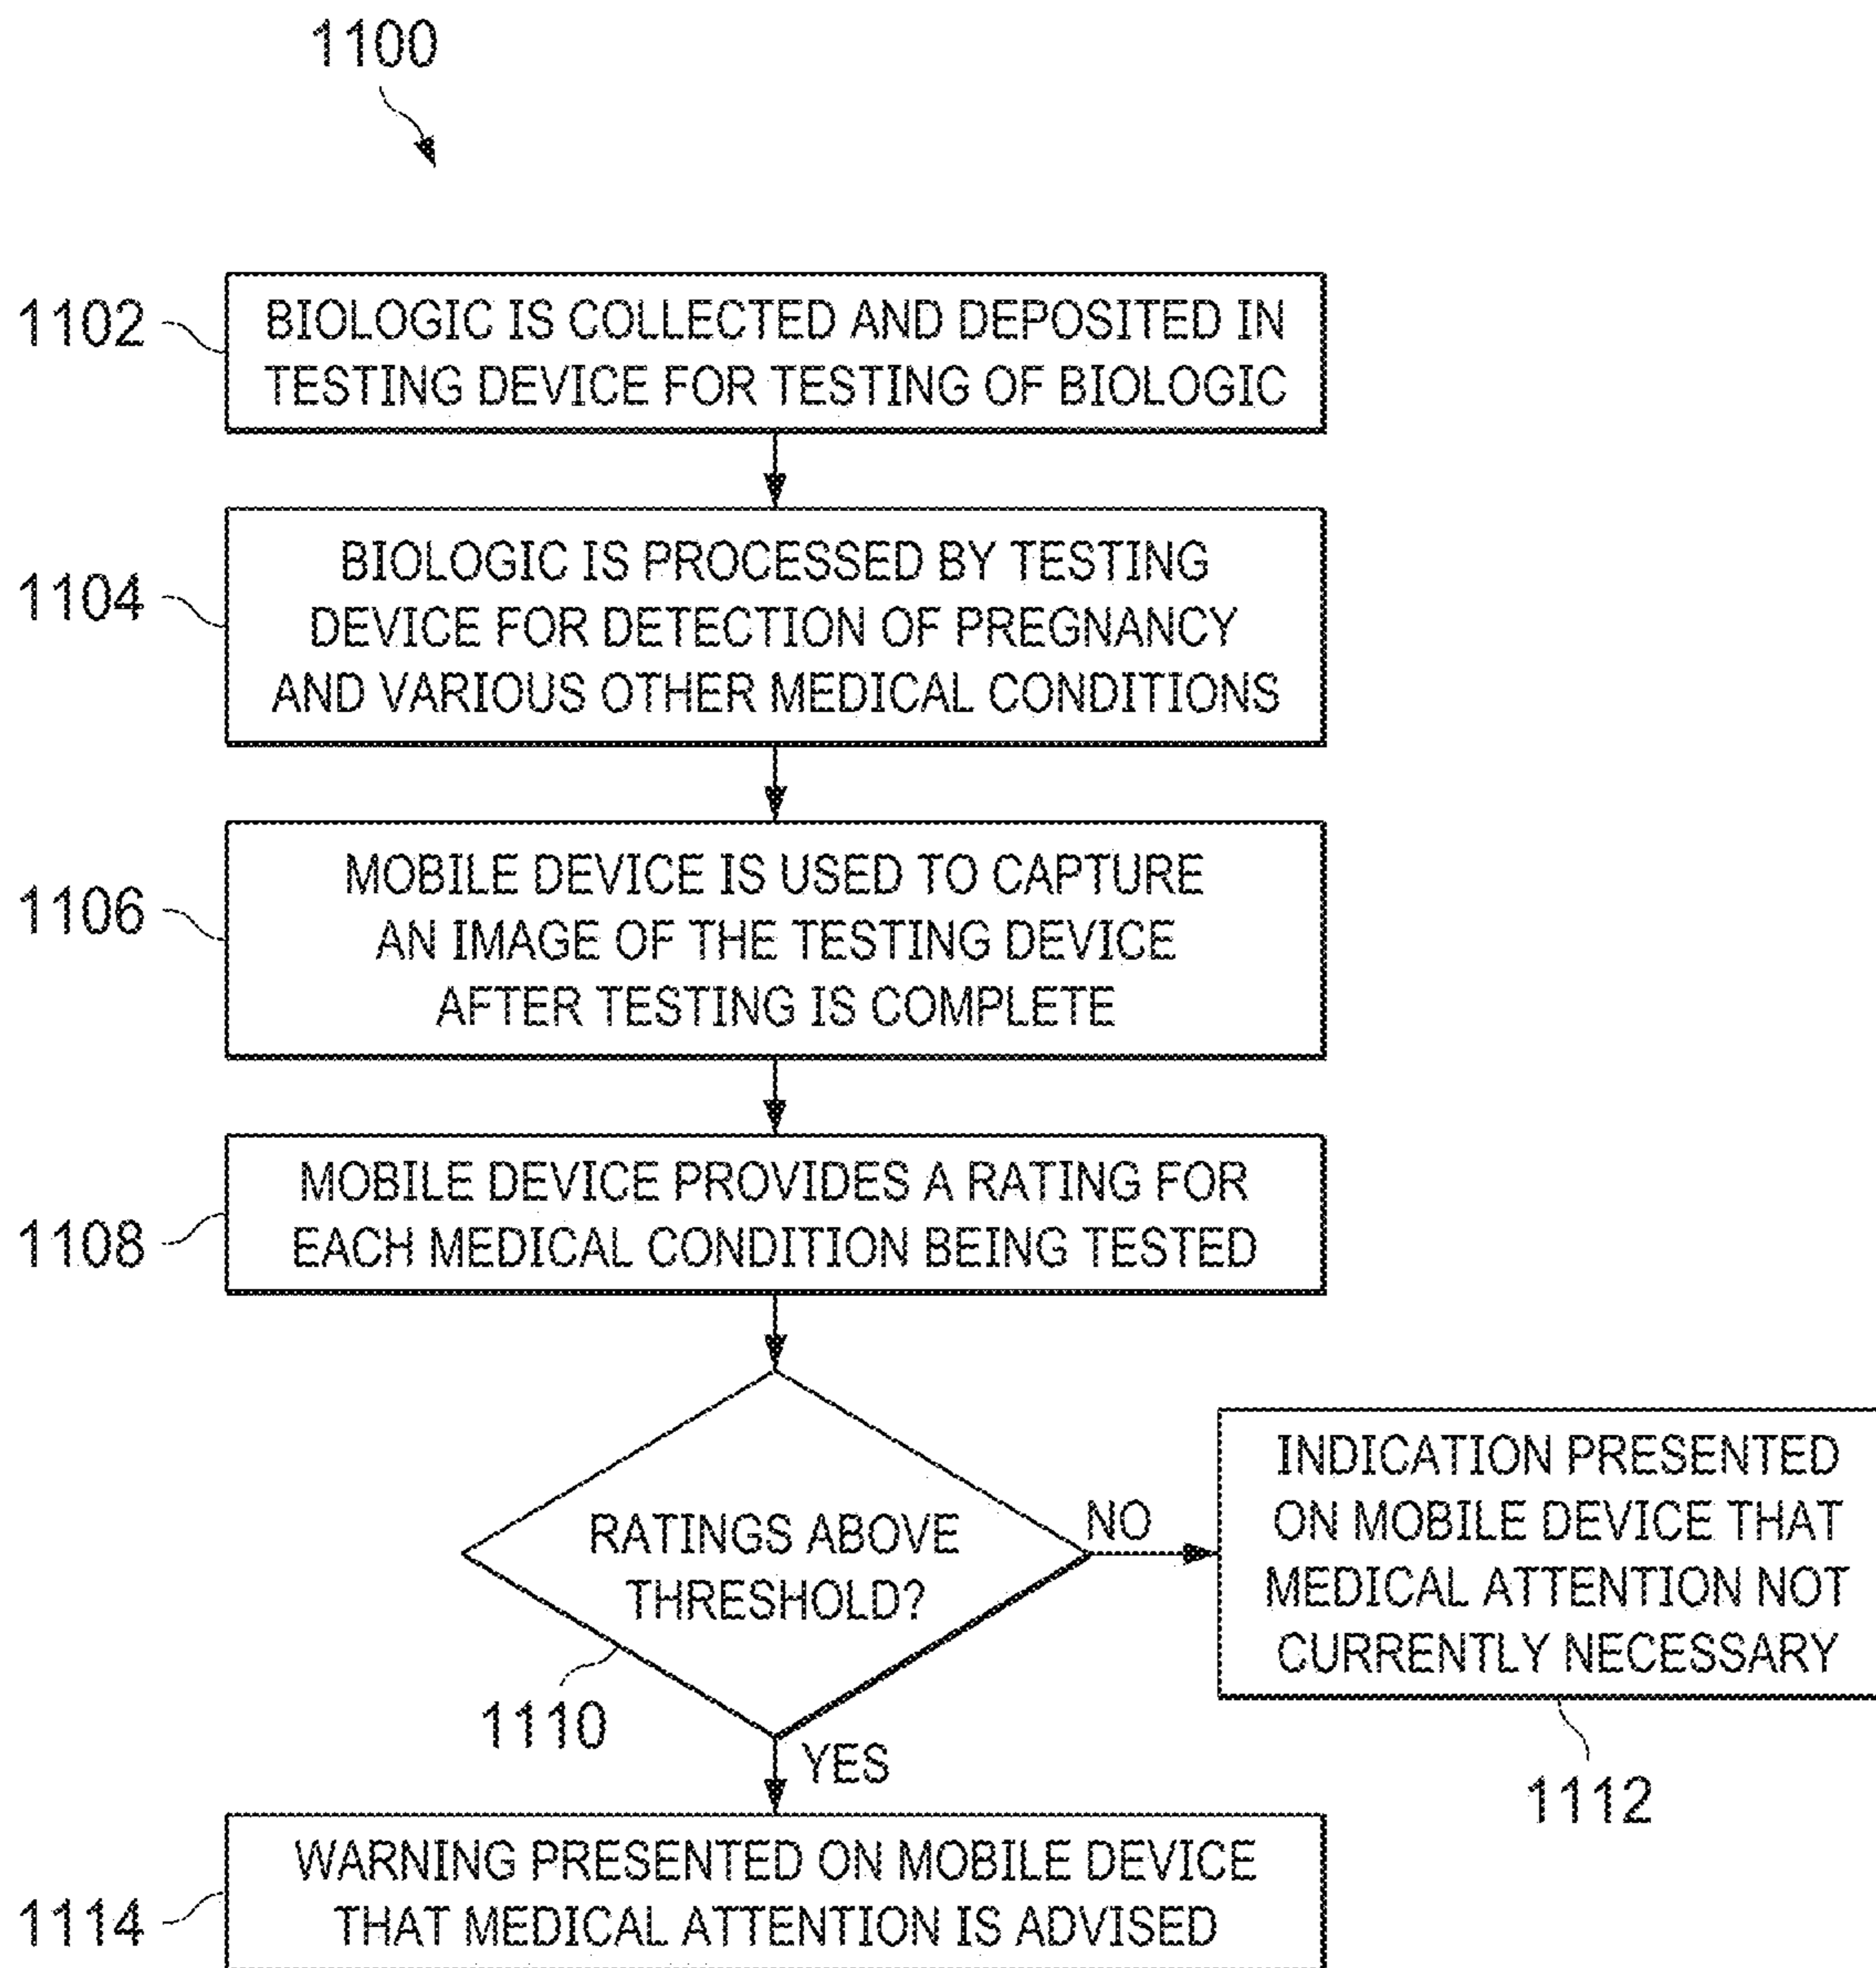 1100
1102
BIOLOGIC IS COLLECTED AND DEPOSITED IN
TESTING DEVICE FOR TESTING OF BIOLOGIC
1104
BIOLOGIC IS PROCESSED BY TESTING
DEVICE FOR DETECTION OF PREGNANCY
AND VARIOUS OTHER MEDICAL CONDITIONS
1106
MOBILE DEVICE IS USED TO CAPTURE
AN IMAGE OF THE TESTING DEVICE
AFTER TESTING IS COMPLETE
1108
MOBILE DEVICE PROVIDES A RATING FOR
EACH MEDICAL CONDITION BEING TESTED
RATINGS ABOVE
THRESHOLD?
1110
NO
INDICATION PRESENTED
ON MOBILE DEVICE THAT
MEDICAL ATTENTION NOT
CURRENTLY NECESSARY
1112
YES
1114
WARNING PRESENTED ON MOBILE DEVICE
THAT MEDICAL ATTENTION IS ADVISED